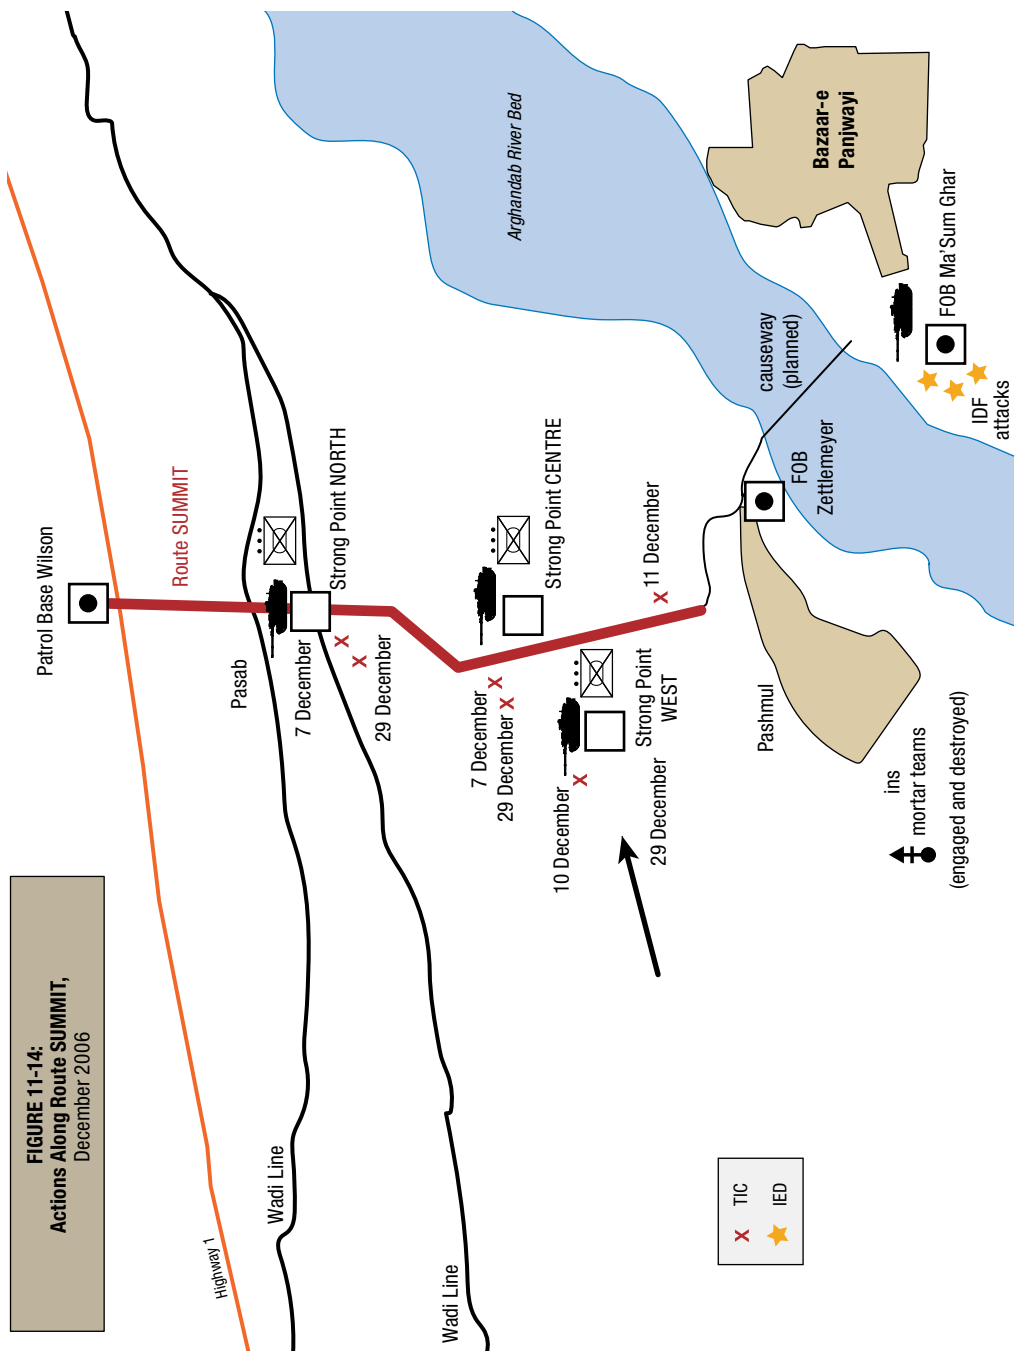 FIGURE 11-14:
Actions Along Route SUMMIT,
December 2006
Highway 1
Wadi Line
Wadi Line
Patrol Base Wilson
Route SUMMIT
Pasab
7 December
Strong Point NORTH
29 December
7 December
29 December
Strong Point CENTRE
10 December
Strong Point
WEST
29 December
11 December
Pashmul
ins
mortar teams
(engaged and destroyed)
FOB
Zettlemeyer
causeway
(planned)
Arghandab River Bed
Bazaar-e
Panjwayi
FOB Ma'Sum Ghar
IDF
attacks
X TIC
IED
X
X
X
X
X
X